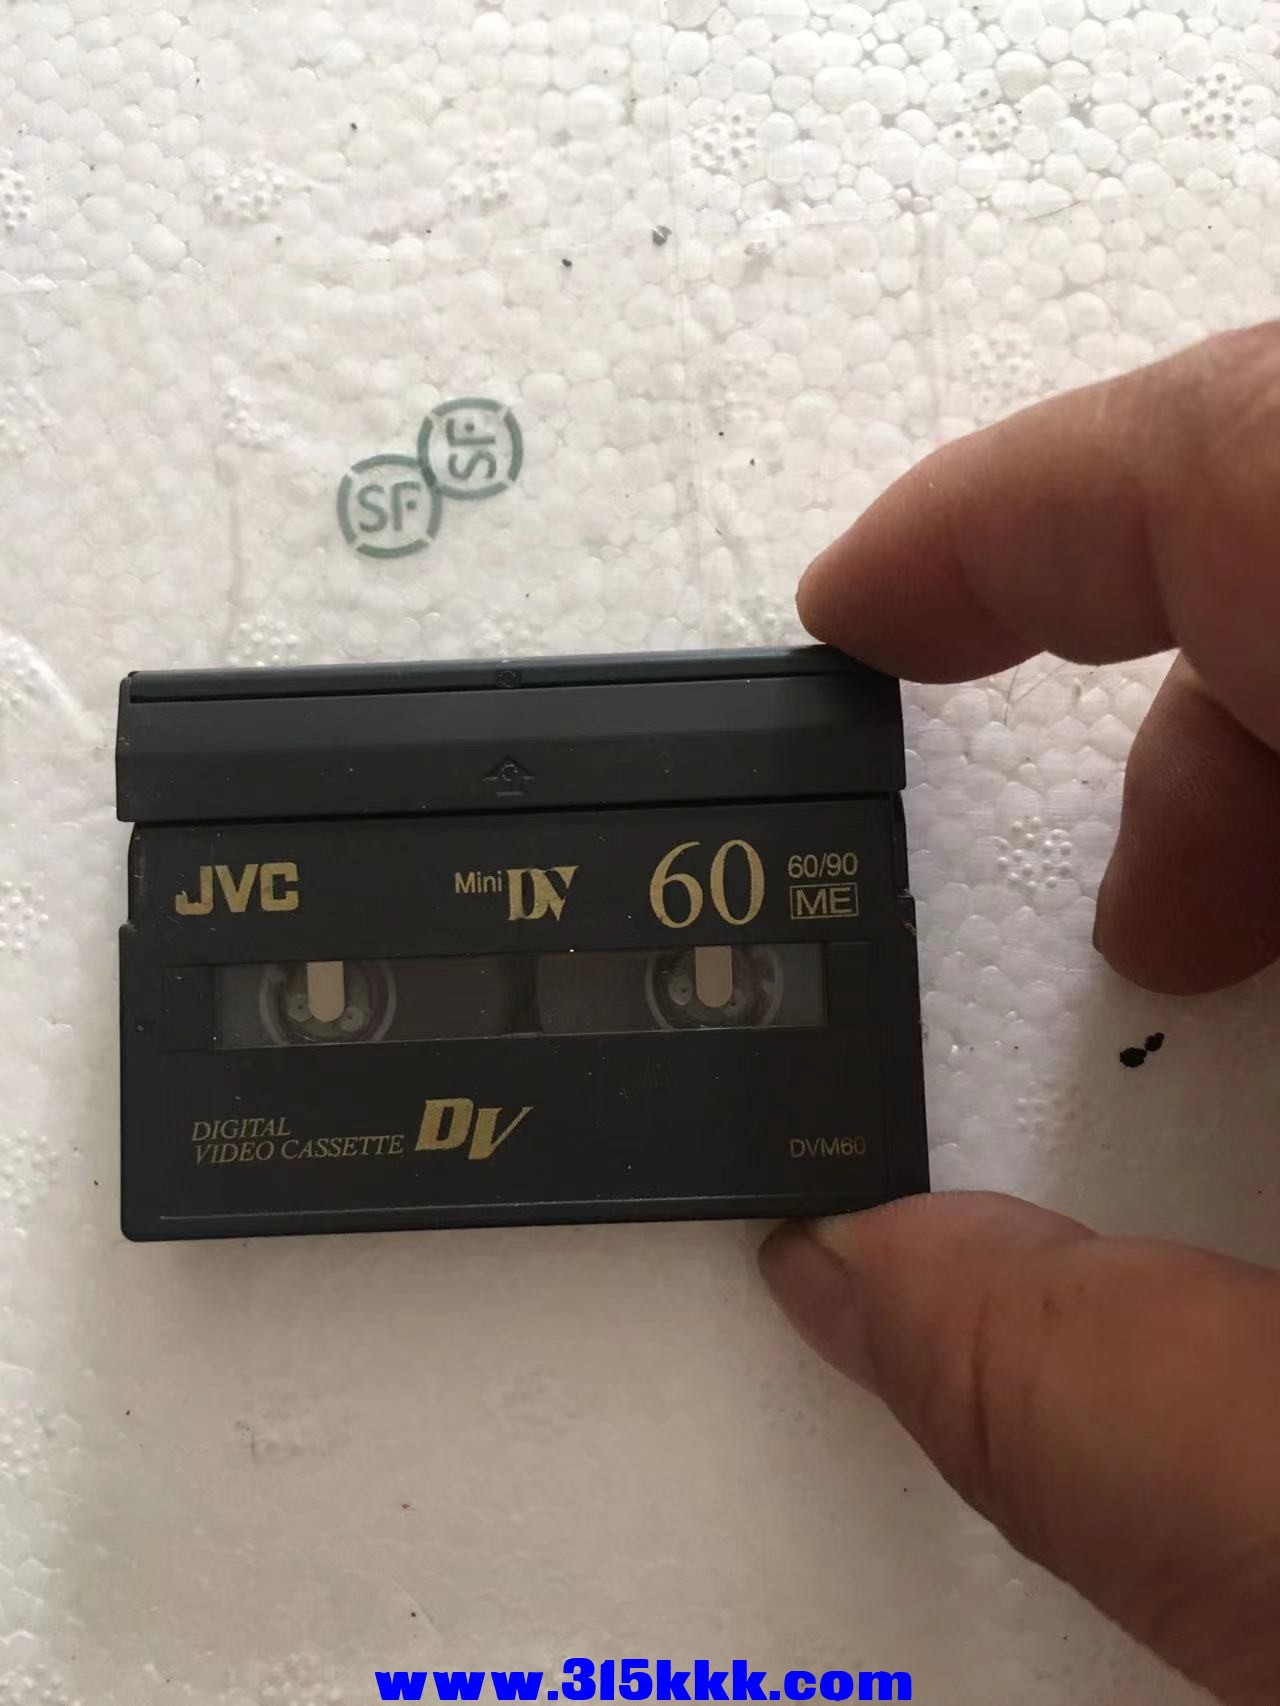 SF
SF
JVC
Mini DV
60
60/90
ME
DIGITAL
VIDEO CASSETTE
DV
DVM60
www.315kkk.com